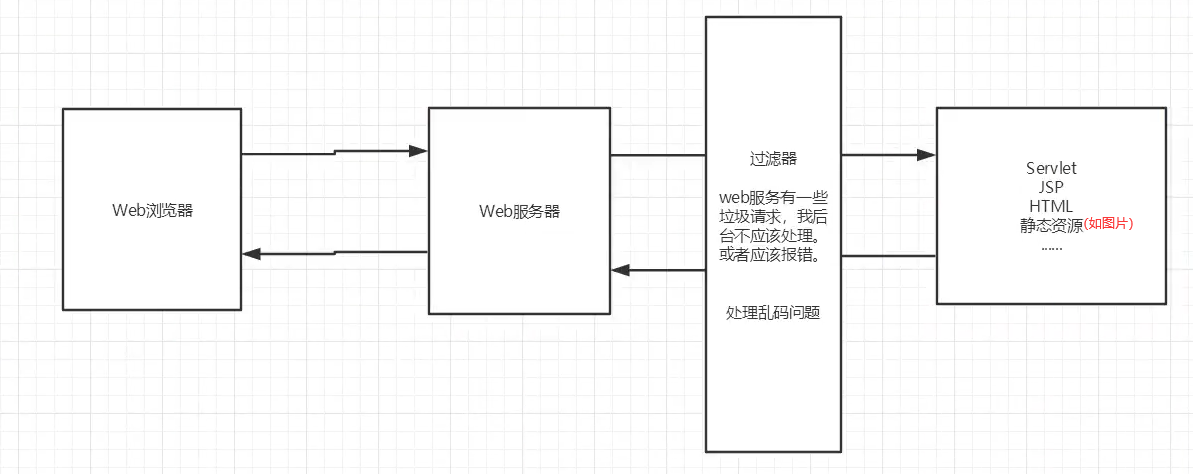 Web浏览器
Web服务器
过滤器
web服务有一些
垃圾请求，我后
台不应该处理。
或者应该报错。
处理乱码问题
Servlet
JSP
HTML
静态资源(如图片)
......